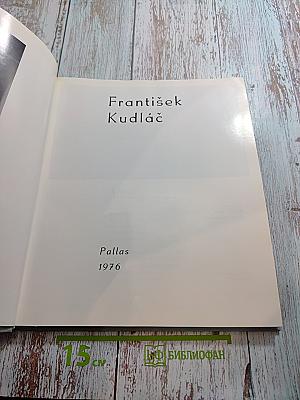 František
Kudláč
Pallas
1976
15 см
БИБЛИОФАН